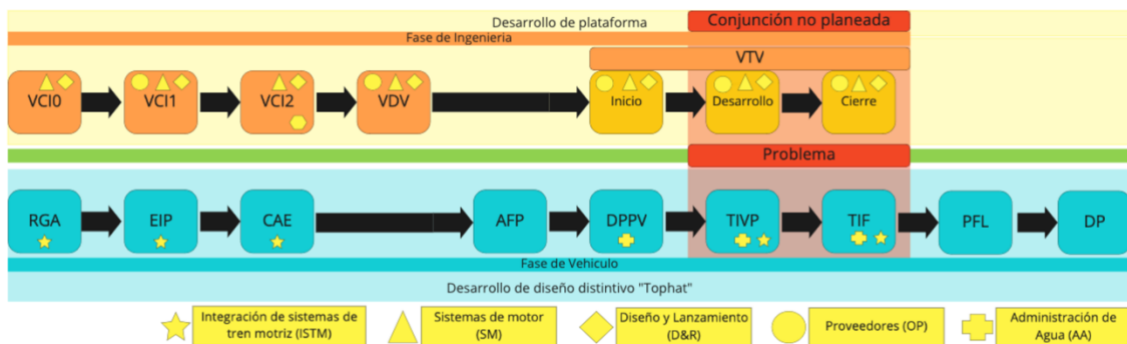 Desarrollo de plataforma
Conjunción no planeada
Fase de Ingenieria
VTV
VCI0
VCI1
VCI2
VDV
Inicio
Desarrollo
Cierre
Problema
RGA
EIP
CAE
AFP
DPPV
TIVP
TIF
PFL
DP
Fase de Vehiculo
Desarrollo de diseño distintivo "Tophat"
Integración de sistemas de
tren motriz (ISTM)
Sistemas de motor
(SM)
Diseño y Lanzamiento
(D&R)
Proveedores (OP)
Administración de
Agua (AA)